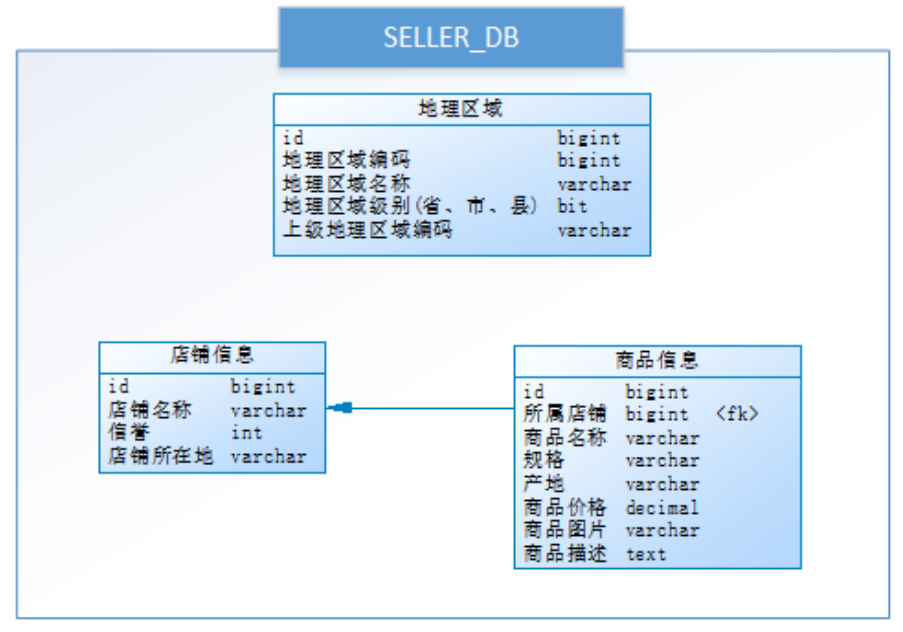 SELLER_DB
地理区域
id bigint
地理区域编码 bigint
地理区域名称 varchar
地理区域级别(省、市、县) bit
上级地理区域编码 varchar
店铺信息
id bigint
店铺名称 varchar
信誉 int
店铺所在地 varchar
商品信息
id bigint
所属店铺 bigint <fk>
商品名称 varchar
规格 varchar
产地 varchar
商品价格 decimal
商品图片 varchar
商品描述 text